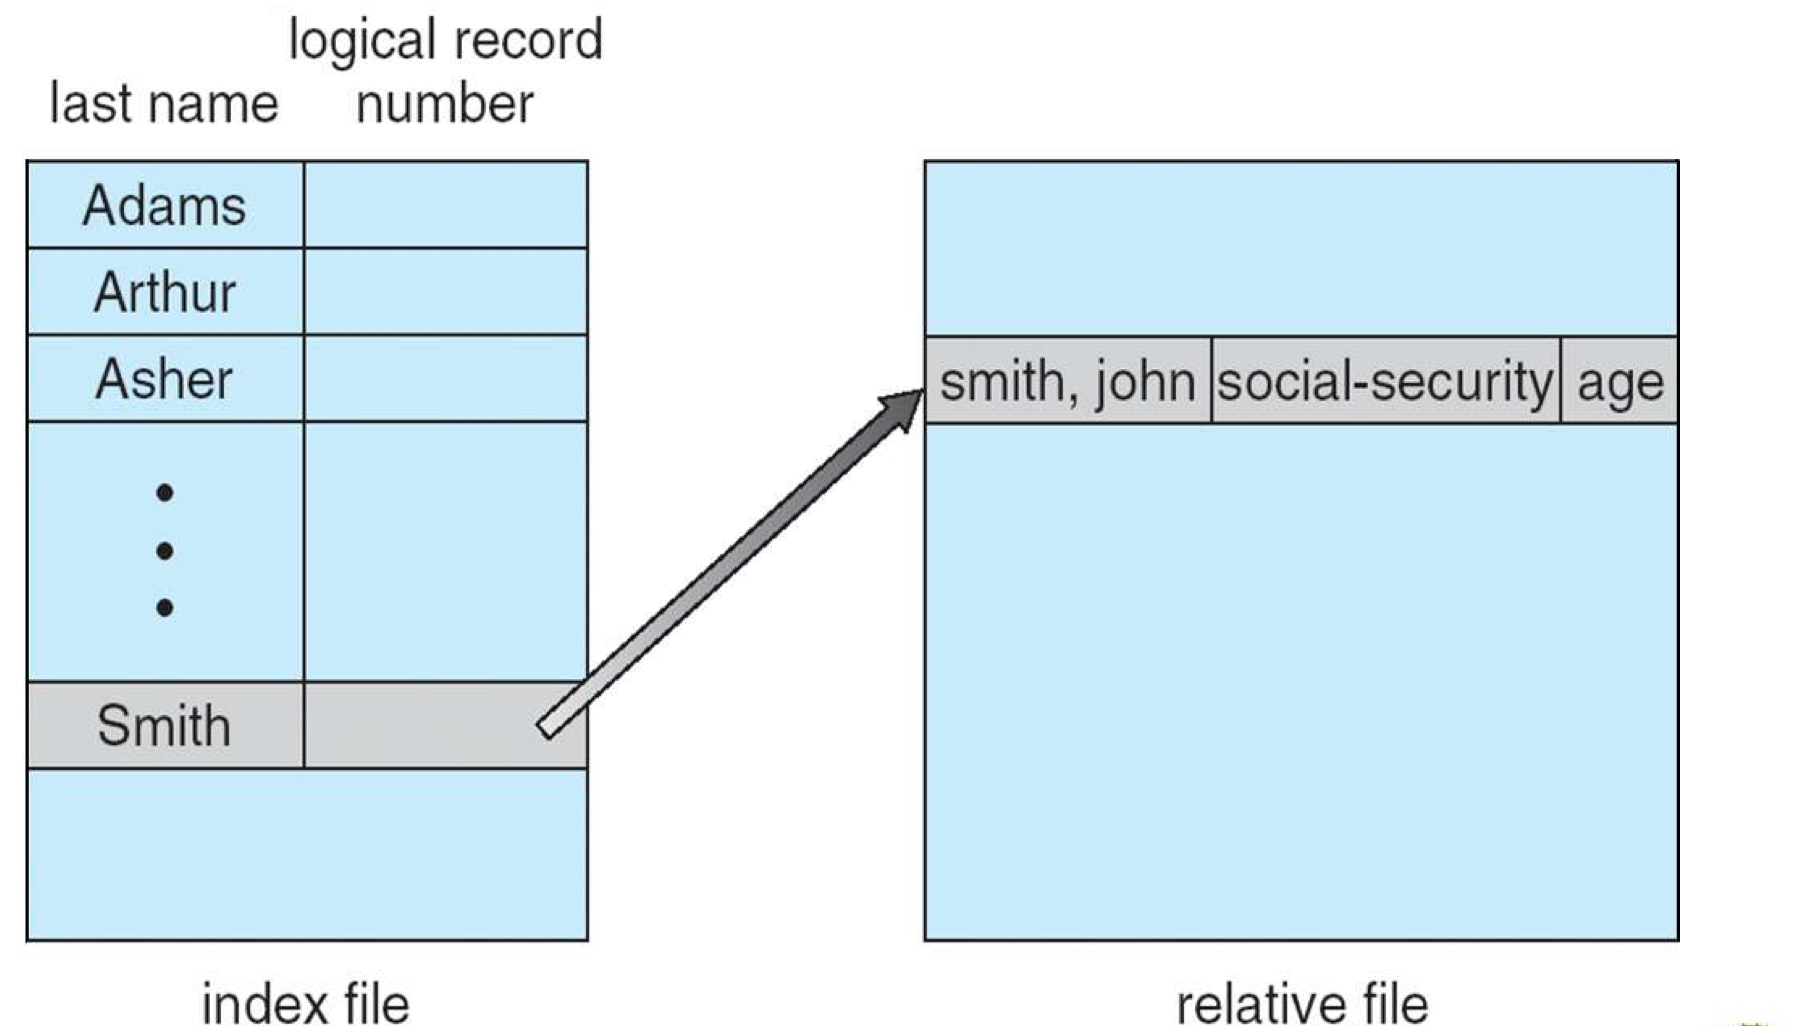 logical record
last name number
Adams
Arthur
Asher
Smith
smith, john social-security age
index file
relative file